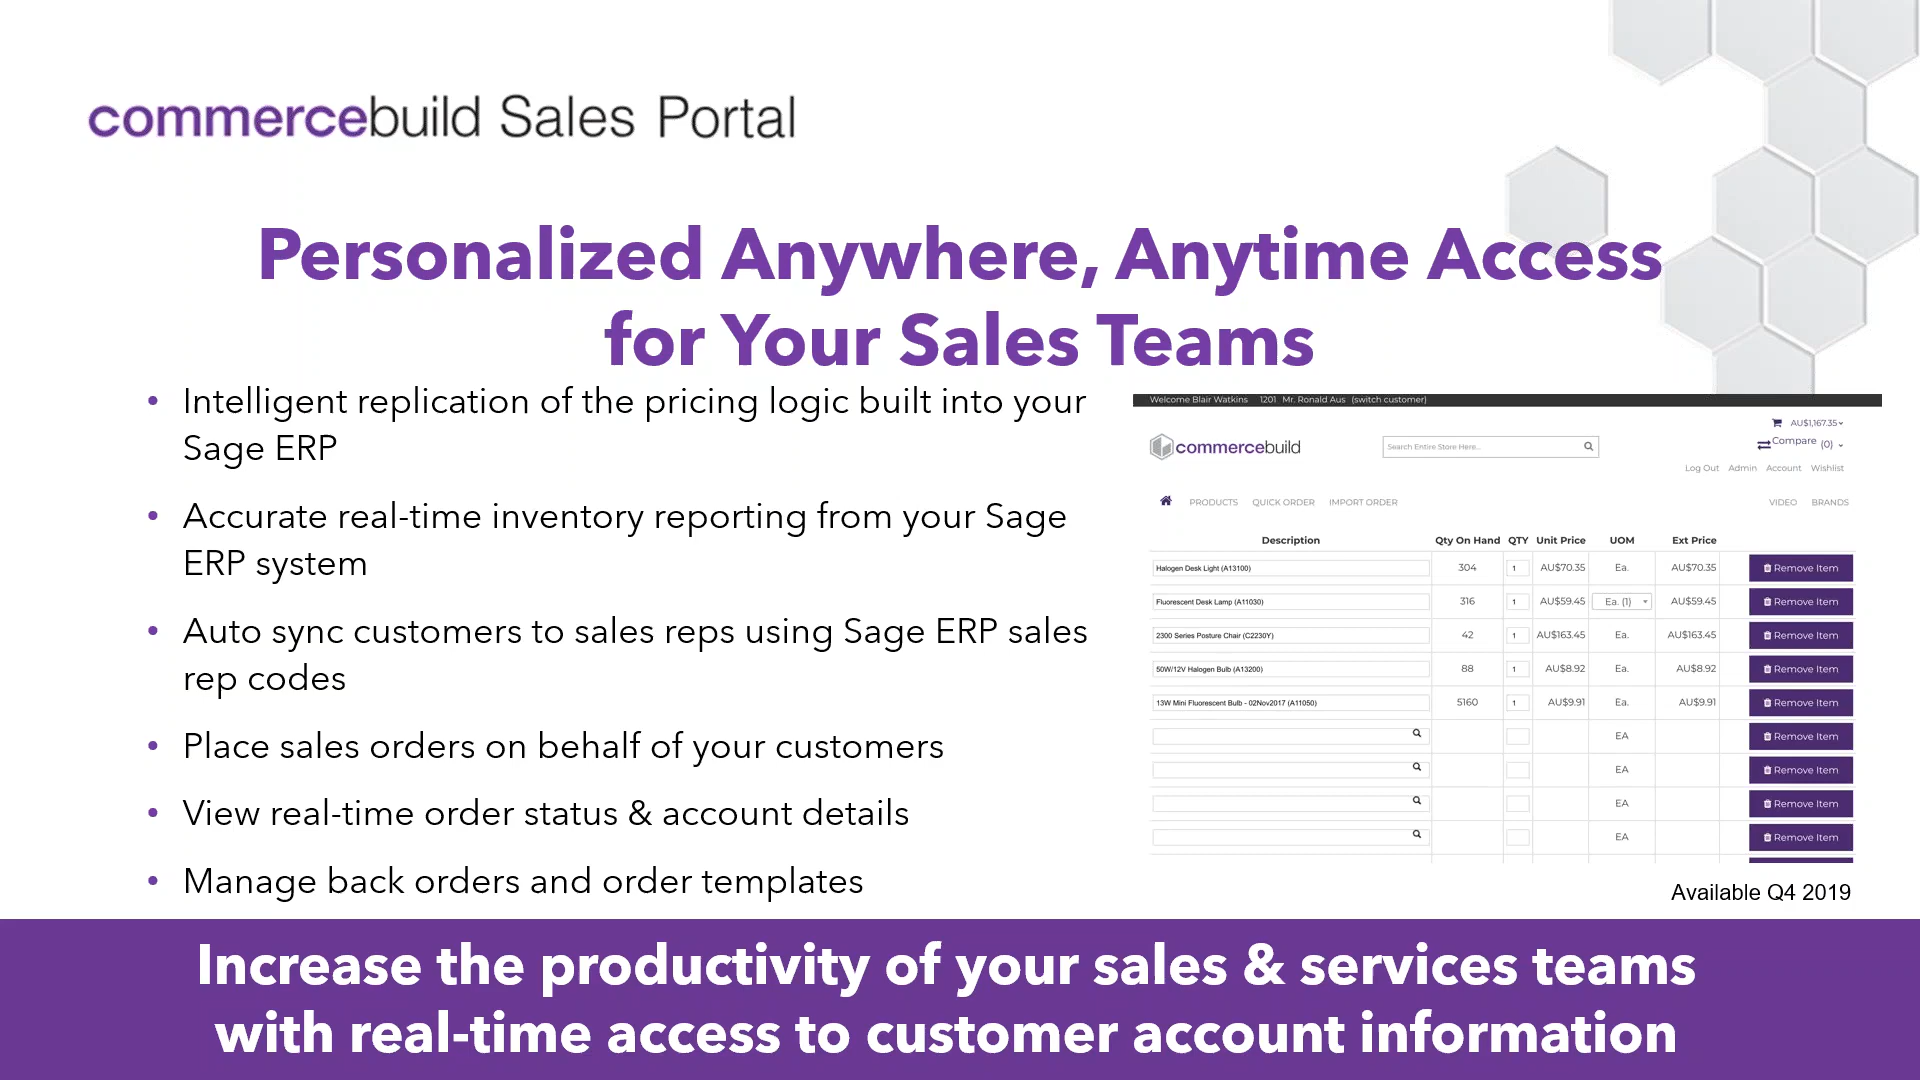 commercebuild Sales Portal
Personalized Anywhere, Anytime Access
for Your Sales Teams
• Intelligent replication of the pricing logic built into your
Sage ERP
• Accurate real-time inventory reporting from your Sage
ERP system
• Auto sync customers to sales reps using Sage ERP sales
rep codes
• Place sales orders on behalf of your customers
• View real-time order status & account details
• Manage back orders and order templates
Welcome Blair Watkins 1201 Mr. Ronald Aus (switch customer)
AU$1,167.35
commercebuild
Search Entire Store Here...
Compare (0)
Log Out Admin Account Wishlist
PRODUCTS QUICK ORDER IMPORT ORDER VIDEO BRANDS
Description Qty On Hand QTY Unit Price UOM Ext Price
Halogen Desk Light (A13100) 304 1 AU$70.35 Ea. AU$70.35 Remove Item
Fluorescent Desk Lamp (A11030) 316 1 AU$59.45 Ea. (1) AU$59.45 Remove Item
2300 Series Posture Chair (C2230Y) 42 1 AU$163.45 Ea. AU$163.45 Remove Item
50W/12V Halogen Bulb (A13200) 88 1 AU$8.92 Ea. AU$8.92 Remove Item
13W Mini Fluorescent Bulb - 02Nov2017 (A11050) 5160 1 AU$9.91 Ea. AU$9.91 Remove Item
EA Remove Item
EA Remove Item
EA Remove Item
EA Remove Item
Available Q4 2019
Increase the productivity of your sales & services teams
with real-time access to customer account information